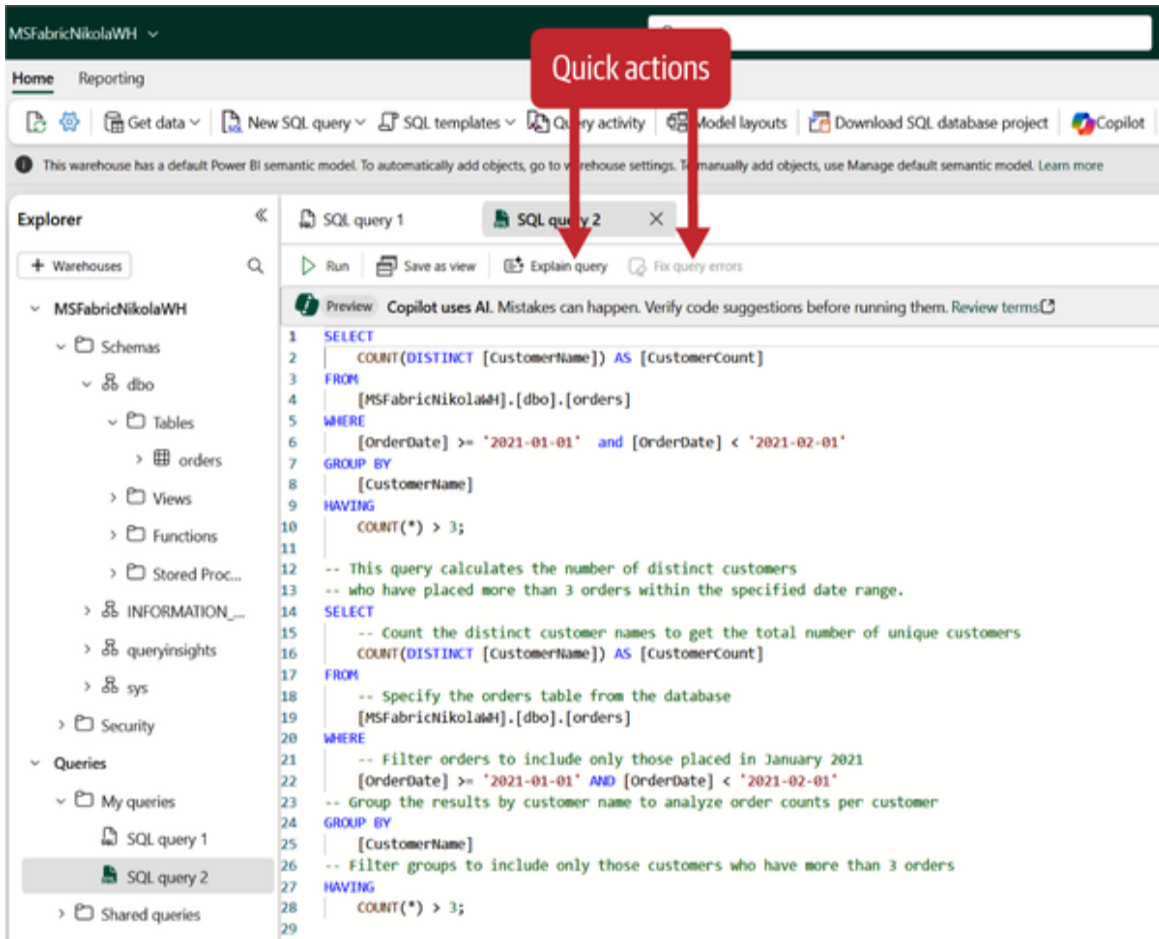 MSFabricNikolaWH
Quick actions
Home Reporting
Get data New SQL query SQL templates Query activity Model layouts Download SQL database project Copilot
This warehouse has a default Power BI semantic model. To automatically add objects, go to warehouse settings. To manually add objects, use Manage default semantic model. Learn more
Explorer
SQL query 1 SQL query 2
+ Warehouses
Run Save as view Explain query Fix query errors
Preview Copilot uses AI. Mistakes can happen. Verify code suggestions before running them. Review terms
MSFabricNikolaWH
Schemas
dbo
Tables
orders
Views
Functions
Stored Proc...
INFORMATION_...
queryinsights
sys
Security
Queries
My queries
SQL query 1
SQL query 2
Shared queries
1 SELECT
2 COUNT(DISTINCT [CustomerName]) AS [CustomerCount]
3 FROM
4 [MSFabricNikolaWH].[dbo].[orders]
5 WHERE
6 [OrderDate] >= '2021-01-01' and [OrderDate] < '2021-02-01'
7 GROUP BY
8 [CustomerName]
9 HAVING
10 COUNT(*) > 3;
11
12 -- This query calculates the number of distinct customers
13 -- who have placed more than 3 orders within the specified date range.
14 SELECT
15 -- Count the distinct customer names to get the total number of unique customers
16 COUNT(DISTINCT [CustomerName]) AS [CustomerCount]
17 FROM
18 -- Specify the orders table from the database
19 [MSFabricNikolaWH].[dbo].[orders]
20 WHERE
21 -- Filter orders to include only those placed in January 2021
22 [OrderDate] >= '2021-01-01' AND [OrderDate] < '2021-02-01'
23 -- Group the results by customer name to analyze order counts per customer
24 GROUP BY
25 [CustomerName]
26 -- Filter groups to include only those customers who have more than 3 orders
27 HAVING
28 COUNT(*) > 3;
29